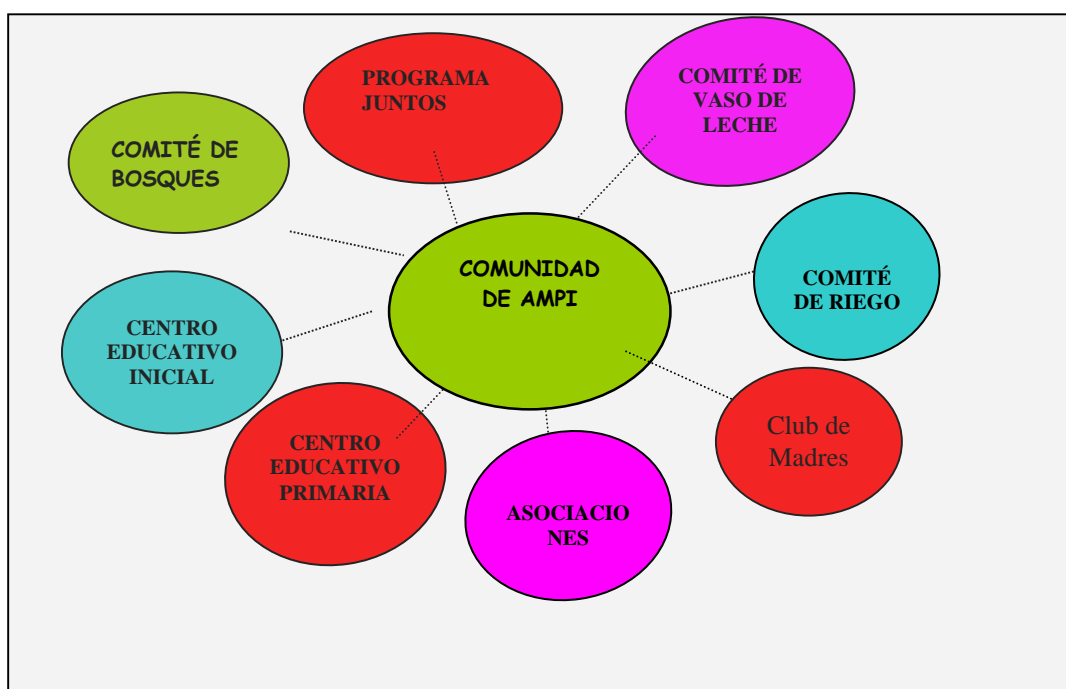 PROGRAMA
JUNTOS
COMITÉ DE
VASO DE
LECHE
COMITÉ DE
BOSQUES
COMUNIDAD
DE AMPI
COMITÉ
DE RIEGO
CENTRO
EDUCATIVO
INICIAL
CENTRO
EDUCATIVO
PRIMARIA
Club de
Madres
ASOCIACIO
NES